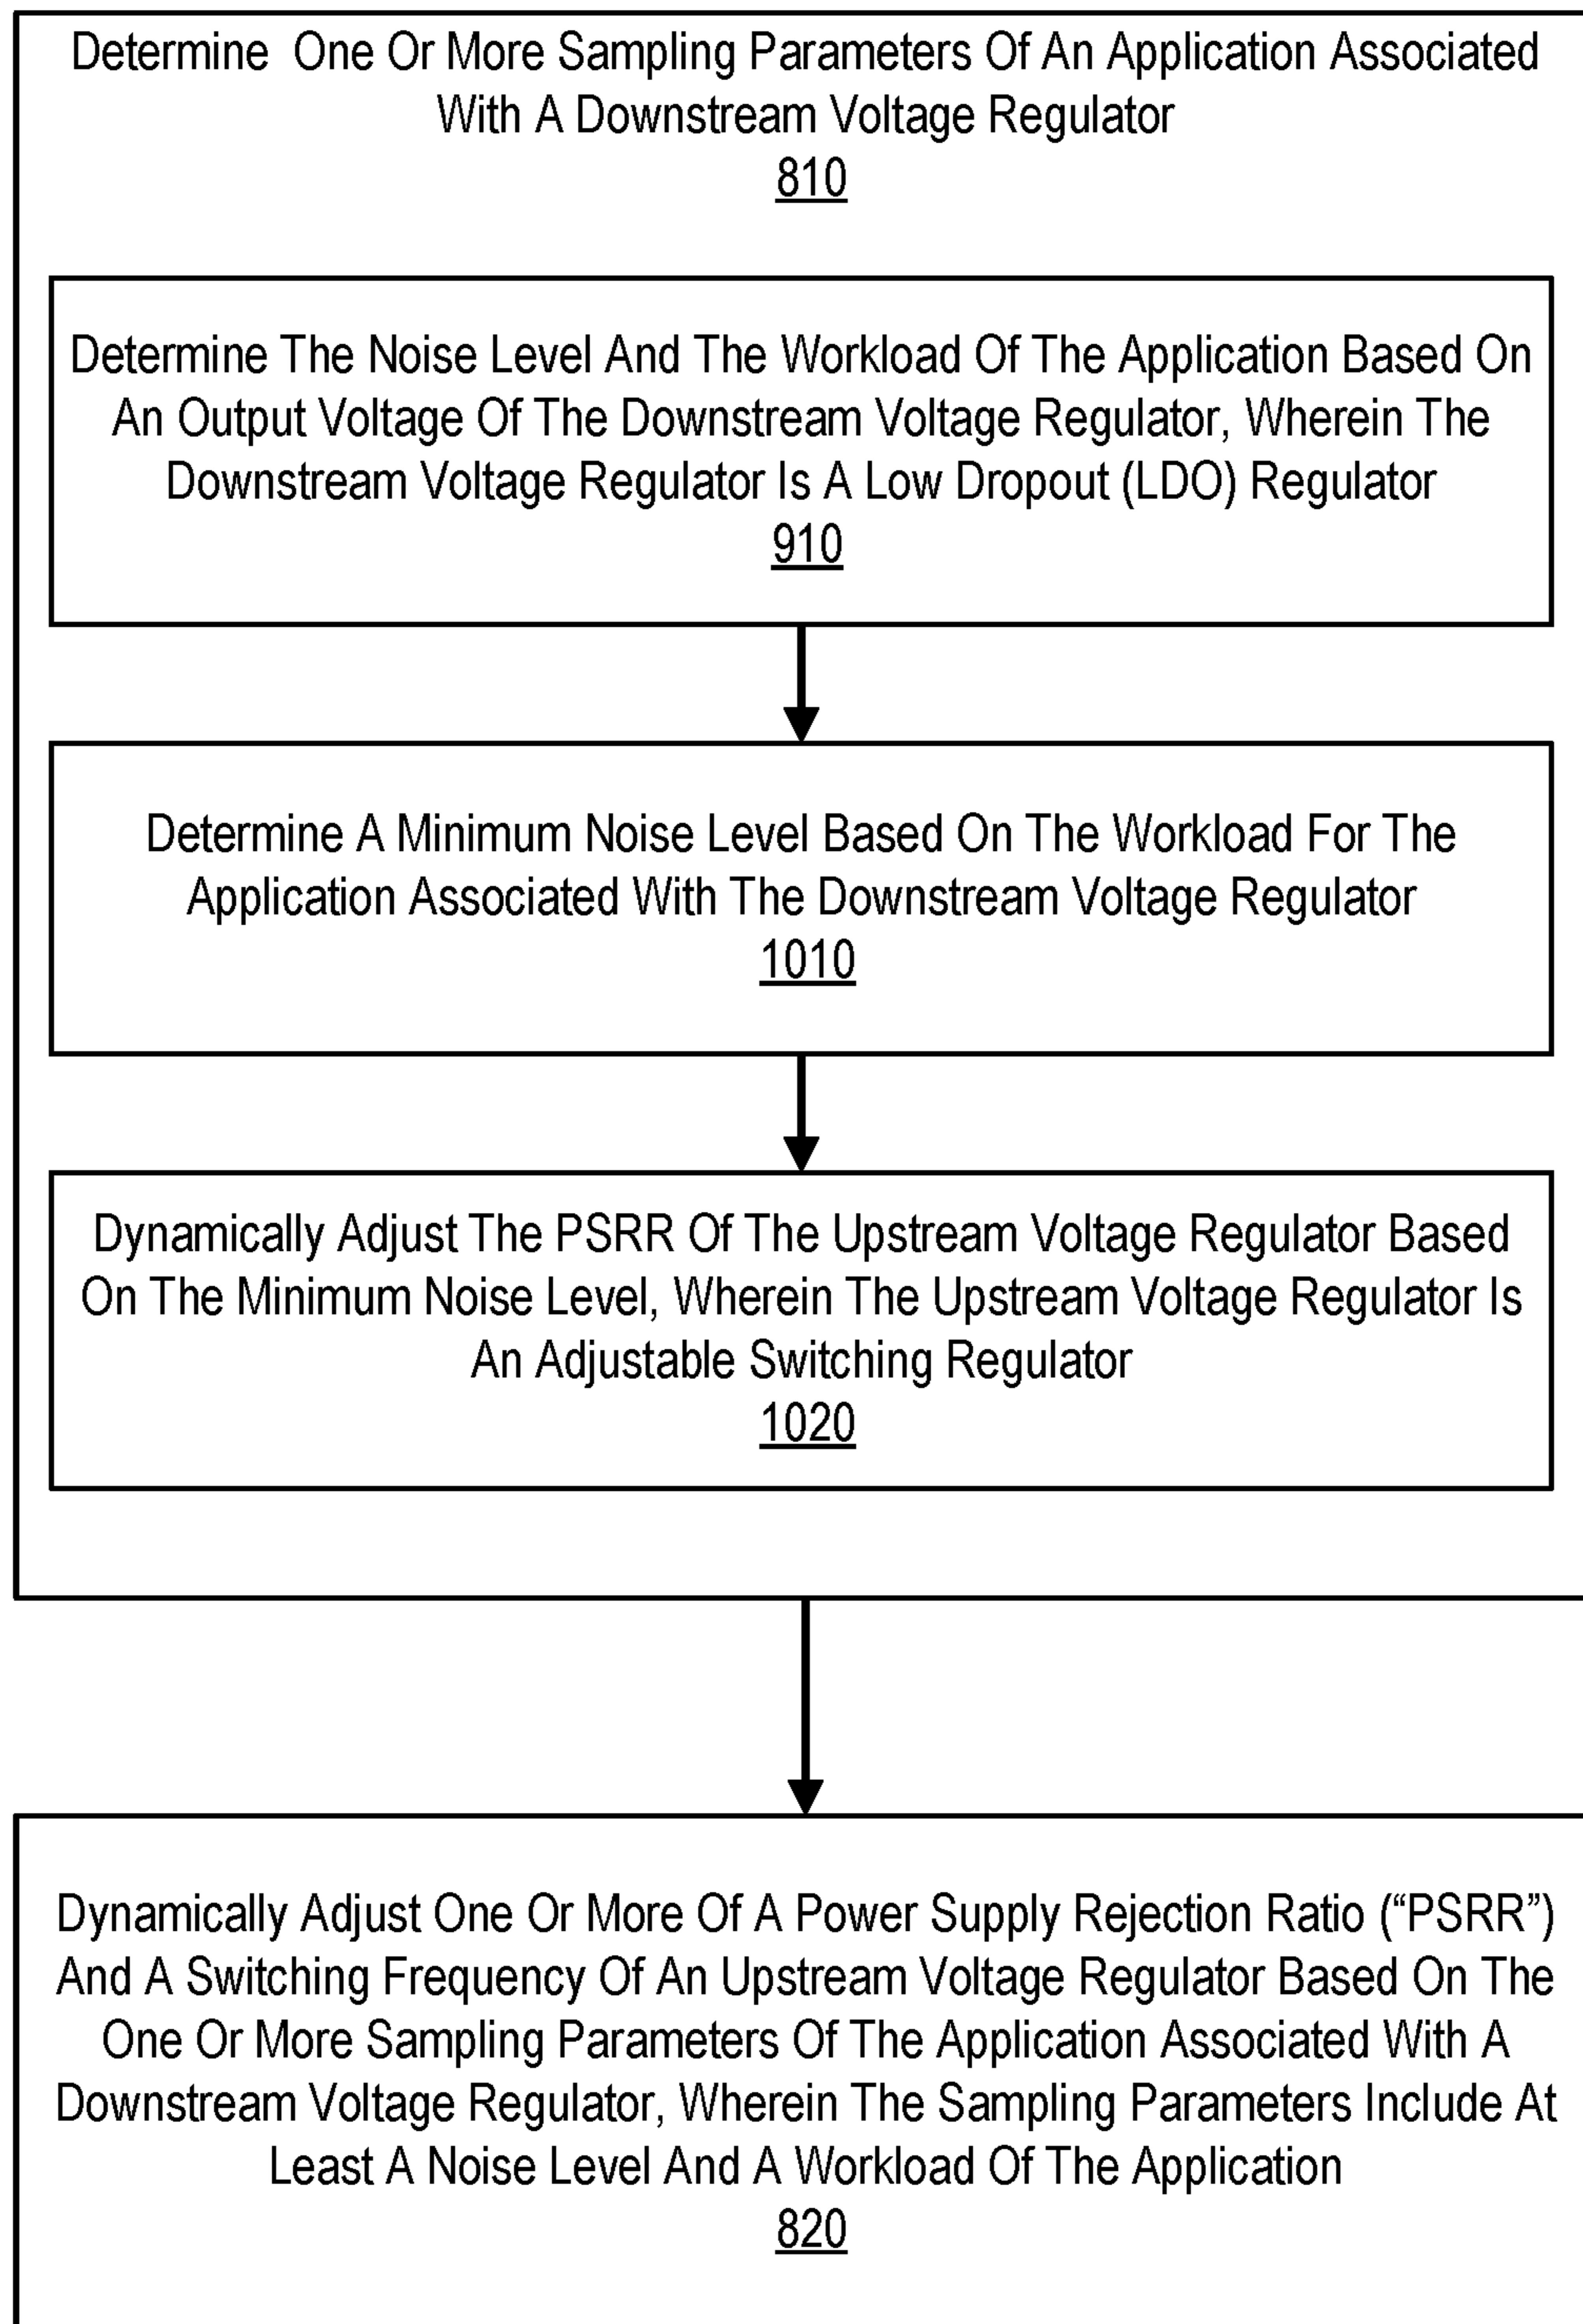 Determine One Or More Sampling Parameters Of An Application Associated
With A Downstream Voltage Regulator
810
Determine The Noise Level And The Workload Of The Application Based On
An Output Voltage Of The Downstream Voltage Regulator, Wherein The
Downstream Voltage Regulator Is A Low Dropout (LDO) Regulator
910
Determine A Minimum Noise Level Based On The Workload For The
Application Associated With The Downstream Voltage Regulator
1010
Dynamically Adjust The PSRR Of The Upstream Voltage Regulator Based
On The Minimum Noise Level, Wherein The Upstream Voltage Regulator Is
An Adjustable Switching Regulator
1020
Dynamically Adjust One Or More Of A Power Supply Rejection Ratio (“PSRR”)
And A Switching Frequency Of An Upstream Voltage Regulator Based On The
One Or More Sampling Parameters Of The Application Associated With A
Downstream Voltage Regulator, Wherein The Sampling Parameters Include At
Least A Noise Level And A Workload Of The Application
820